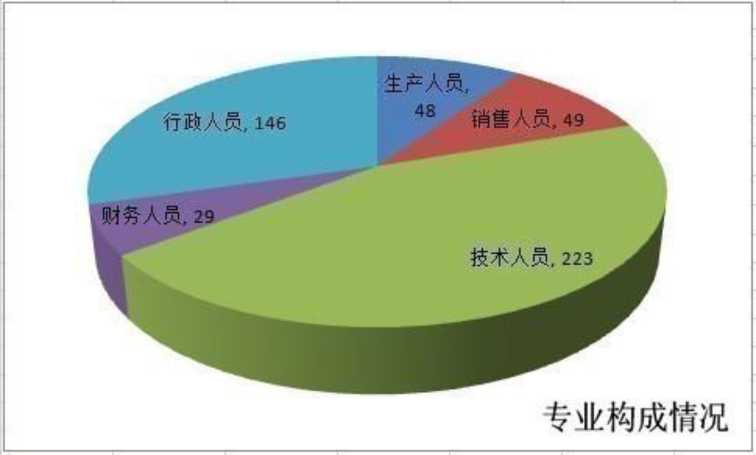 生产人员,
48
销售人员, 49
行政人员, 146
财务人员, 29
技术人员, 223
专业构成情况